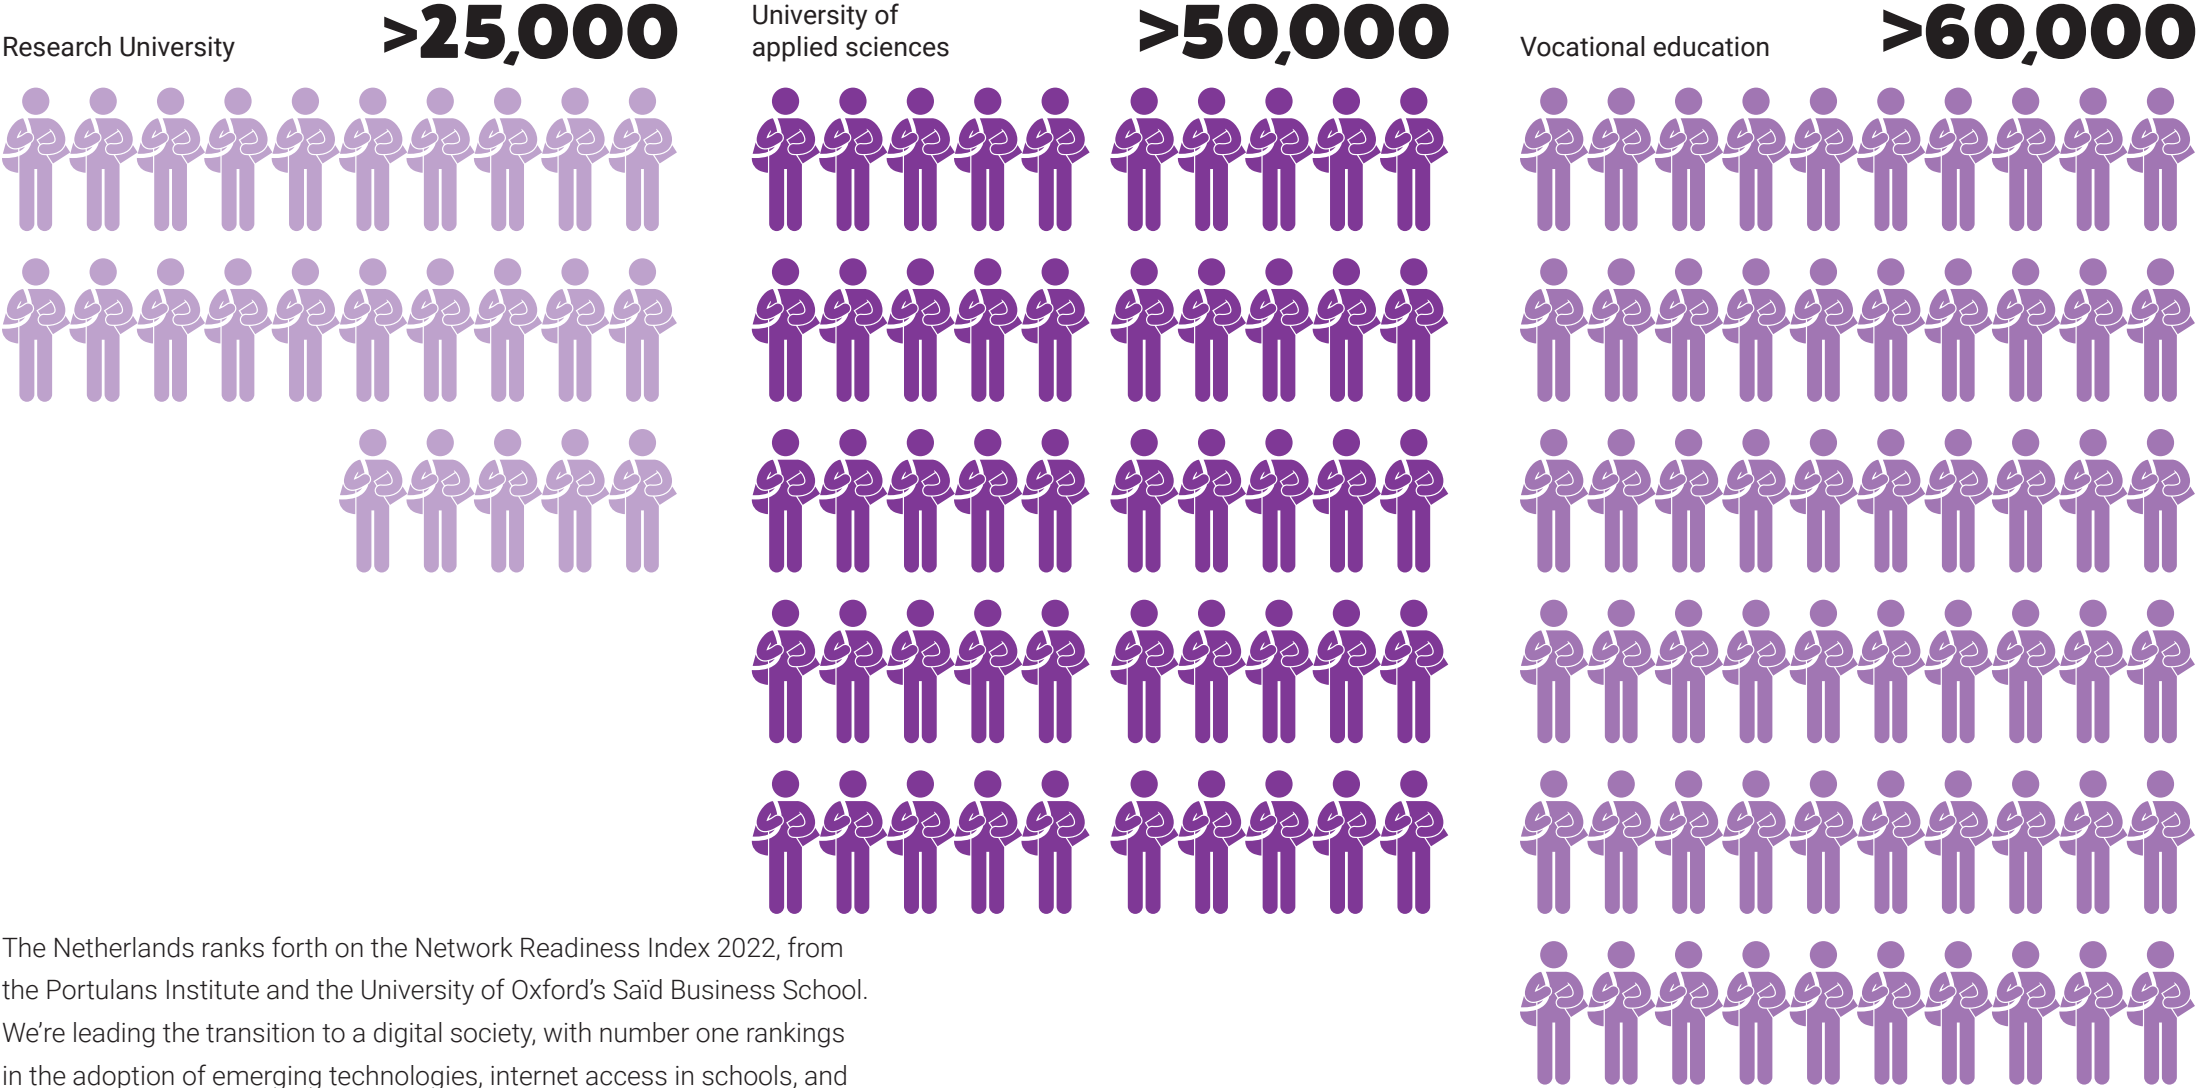 Research University
>25,000
University of
applied sciences
>50,000
Vocational education
>60,000
The Netherlands ranks forth on the Network Readiness Index 2022, from
the Portulans Institute and the University of Oxford’s Saïd Business School.
We’re leading the transition to a digital society, with number one rankings
in the adoption of emerging technologies, internet access in schools, and